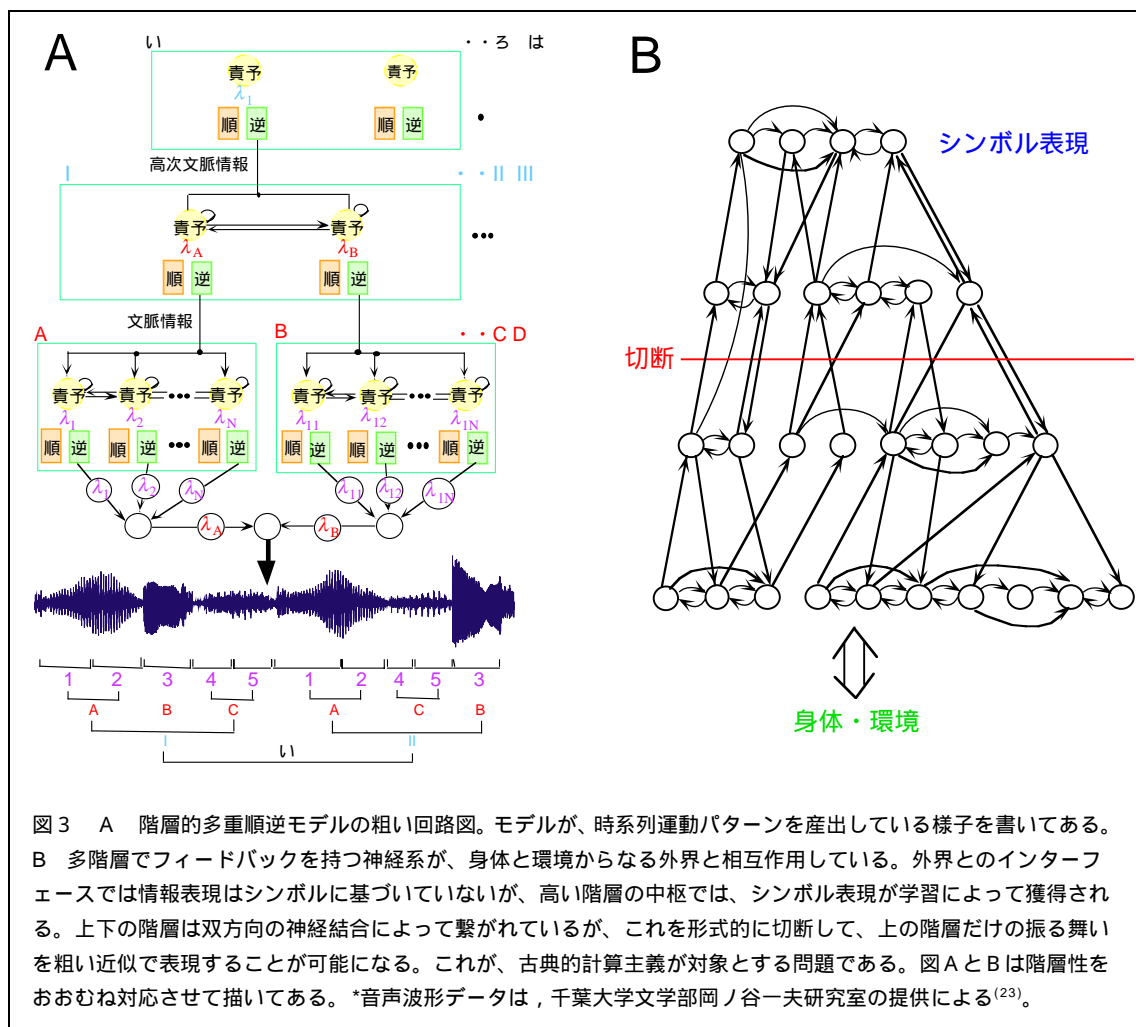 A
い ・・ろ は
責予 責予
λ1
順 逆 順 逆 ・
高次文脈情報
I ・・II III
責予 責予 •••
λA λB
順 逆 順 逆
文脈情報
A B ・・C D
責予 責予 ••• 責予 責予 責予 ••• 責予
λ1 λ2 λN λ11 λ12 λ1N
順 逆 順 逆 ••• 順 逆 順 逆 順 逆 ••• 順 逆
λ1 λ2 λN λ11 λ12 λ1N
λA λB
1 2 3 4 5 1 2 4 5 3
A B C A C B
I II
い
B
シンボル表現
切断
身体・環境
図3 A 階層的多重順逆モデルの粗い回路図。モデルが、時系列運動パターンを産出している様子を書いてある。
B 多階層でフィードバックを持つ神経系が、身体と環境からなる外界と相互作用している。外界とのインターフ
ェースでは情報表現はシンボルに基づいていないが、高い階層の中枢では、シンボル表現が学習によって獲得され
る。上下の階層は双方向の神経結合によって繋がれているが、これを形式的に切断して、上の階層だけの振る舞い
を粗い近似で表現することが可能になる。これが、古典的計算主義が対象とする問題である。図AとBは階層性を
おおむね対応させて描いてある。 *音声波形データは，千葉大学文学部岡ノ谷一夫研究室の提供による(23)。